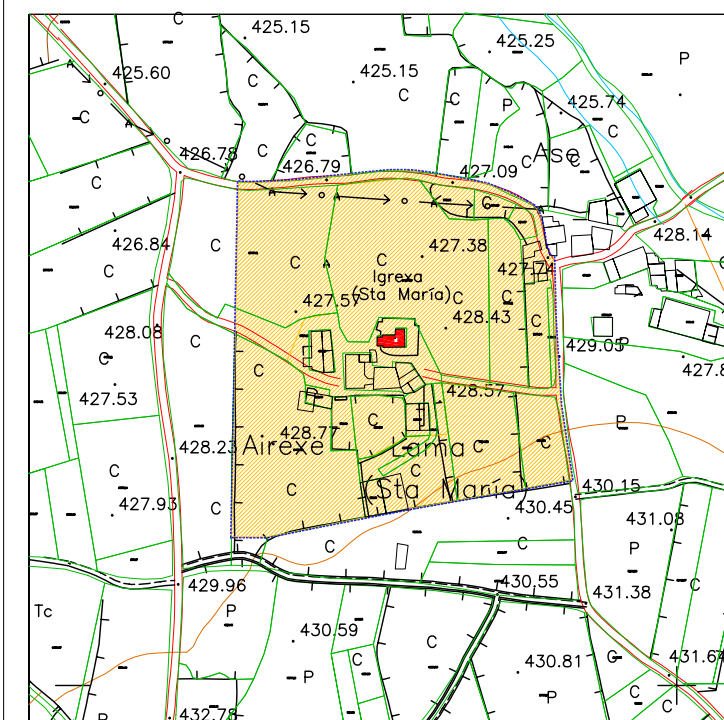 C
425.15
425.25
P
425.60
425.15
A
C
C
P
425.74
A
C
C
C
426.78
426.79
427.09
Ase
C
A
A
C
426.84
C
427.38
428.14
C
C
C
A
427.74
Igrexa
(Sta María)
427.57
C
C
428.43
428.08
C
C
429.05
C
C
P
428.57
427.53
C
C
P
428.23
Airexe
428.77
Lama
C
C
C
C
C
(Sta María)
430.15
427.93
C
430.45
431.08
C
C
P
429.96
430.55
431.38
C
Tc
P
430.59
C
C
P
C
430.81
C
431.64
P
C
C
P
432.78